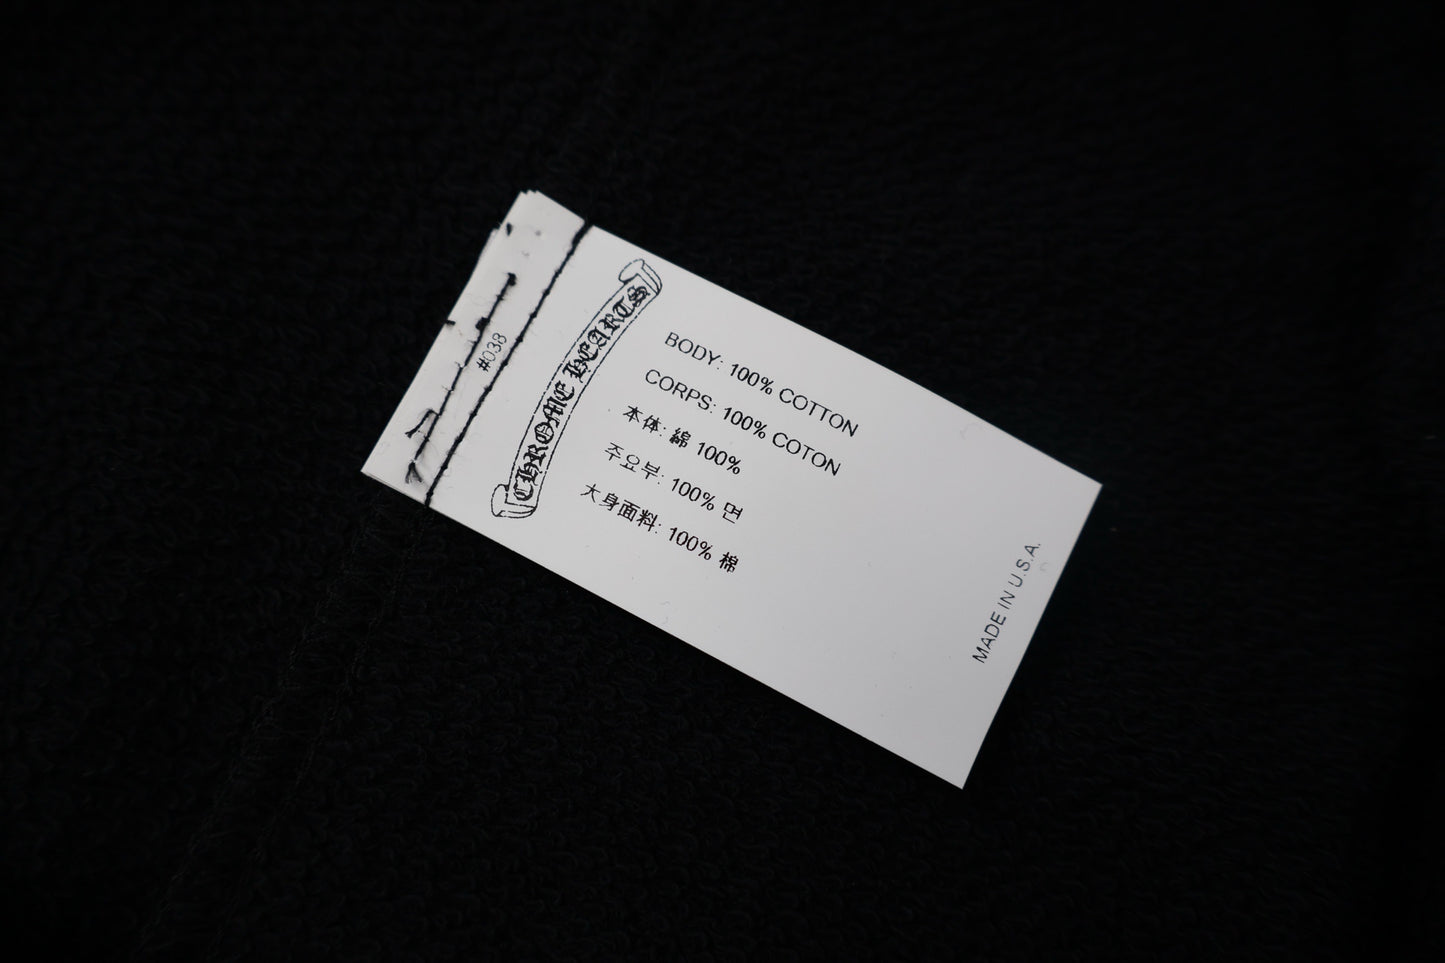 #038
CHROME HEARTS
BODY: 100% COTTON
CORPS: 100% COTON
本体: 綿 100%
주요부: 100% 면
大身面料: 100% 棉
MADE IN U.S.A.